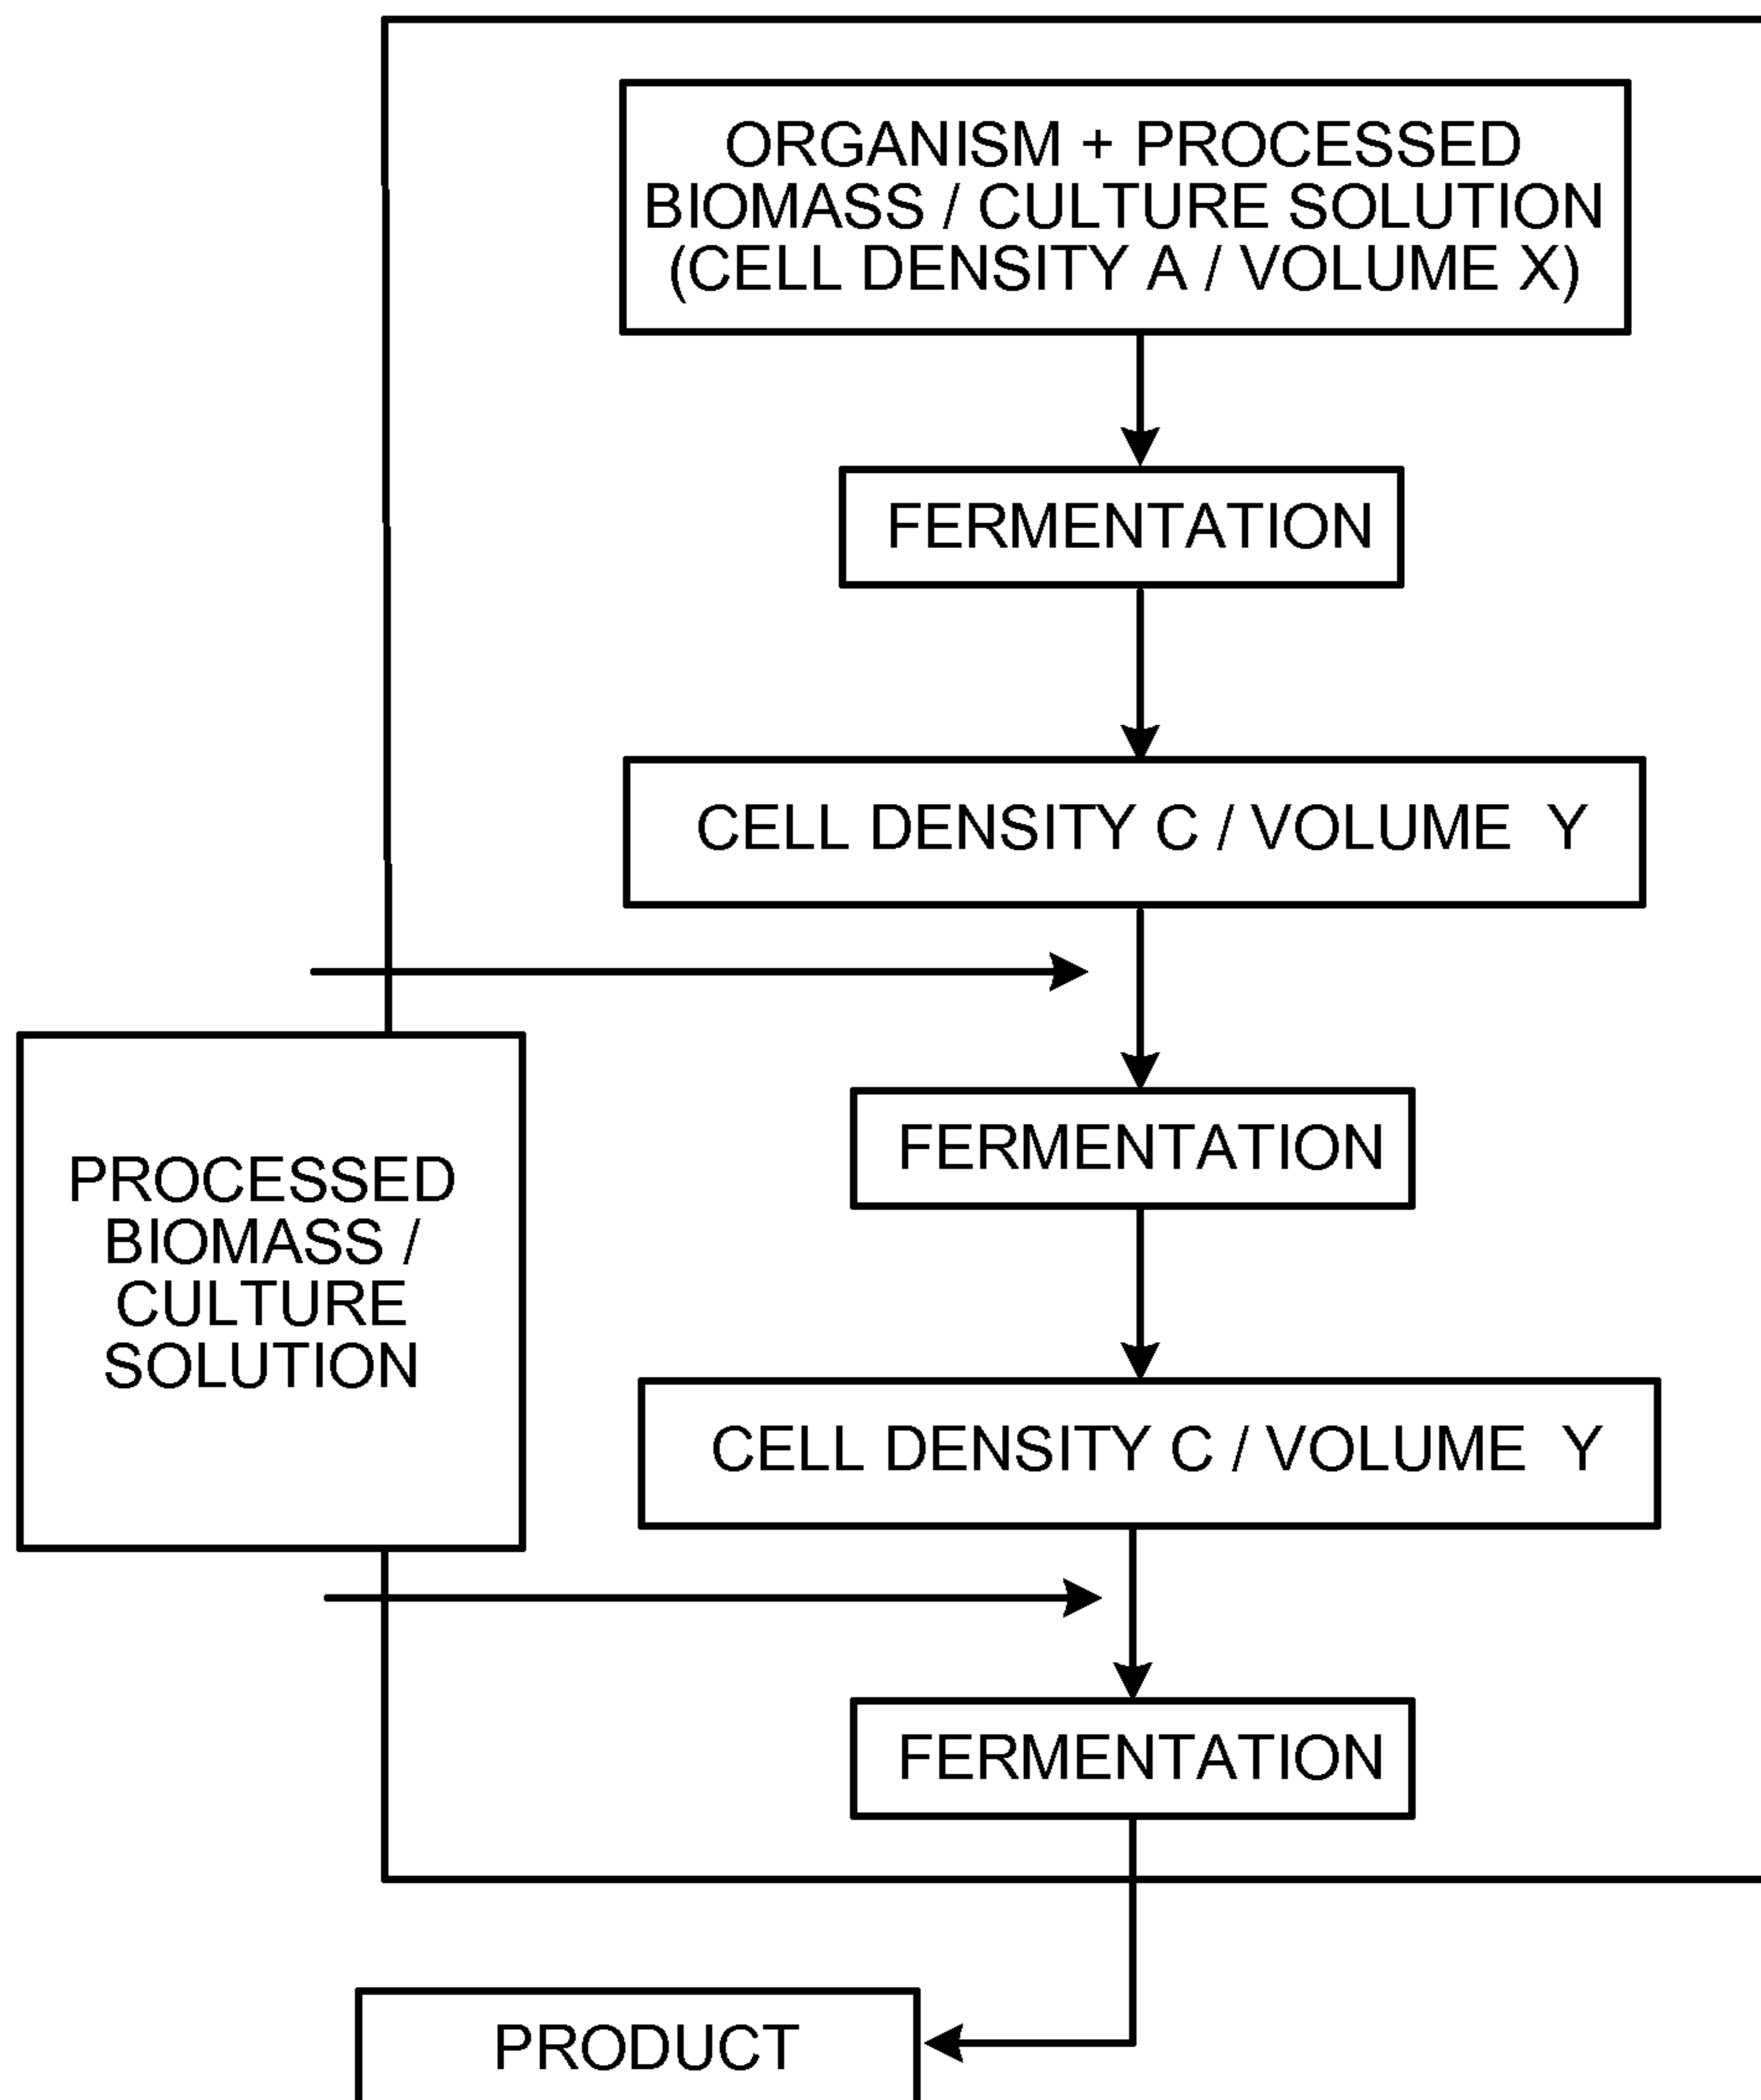 ORGANISM + PROCESSED
BIOMASS / CULTURE SOLUTION
(CELL DENSITY A / VOLUME X)
FERMENTATION
CELL DENSITY C / VOLUME Y
FERMENTATION
PROCESSED
BIOMASS /
CULTURE
SOLUTION
CELL DENSITY C / VOLUME Y
FERMENTATION
PRODUCT